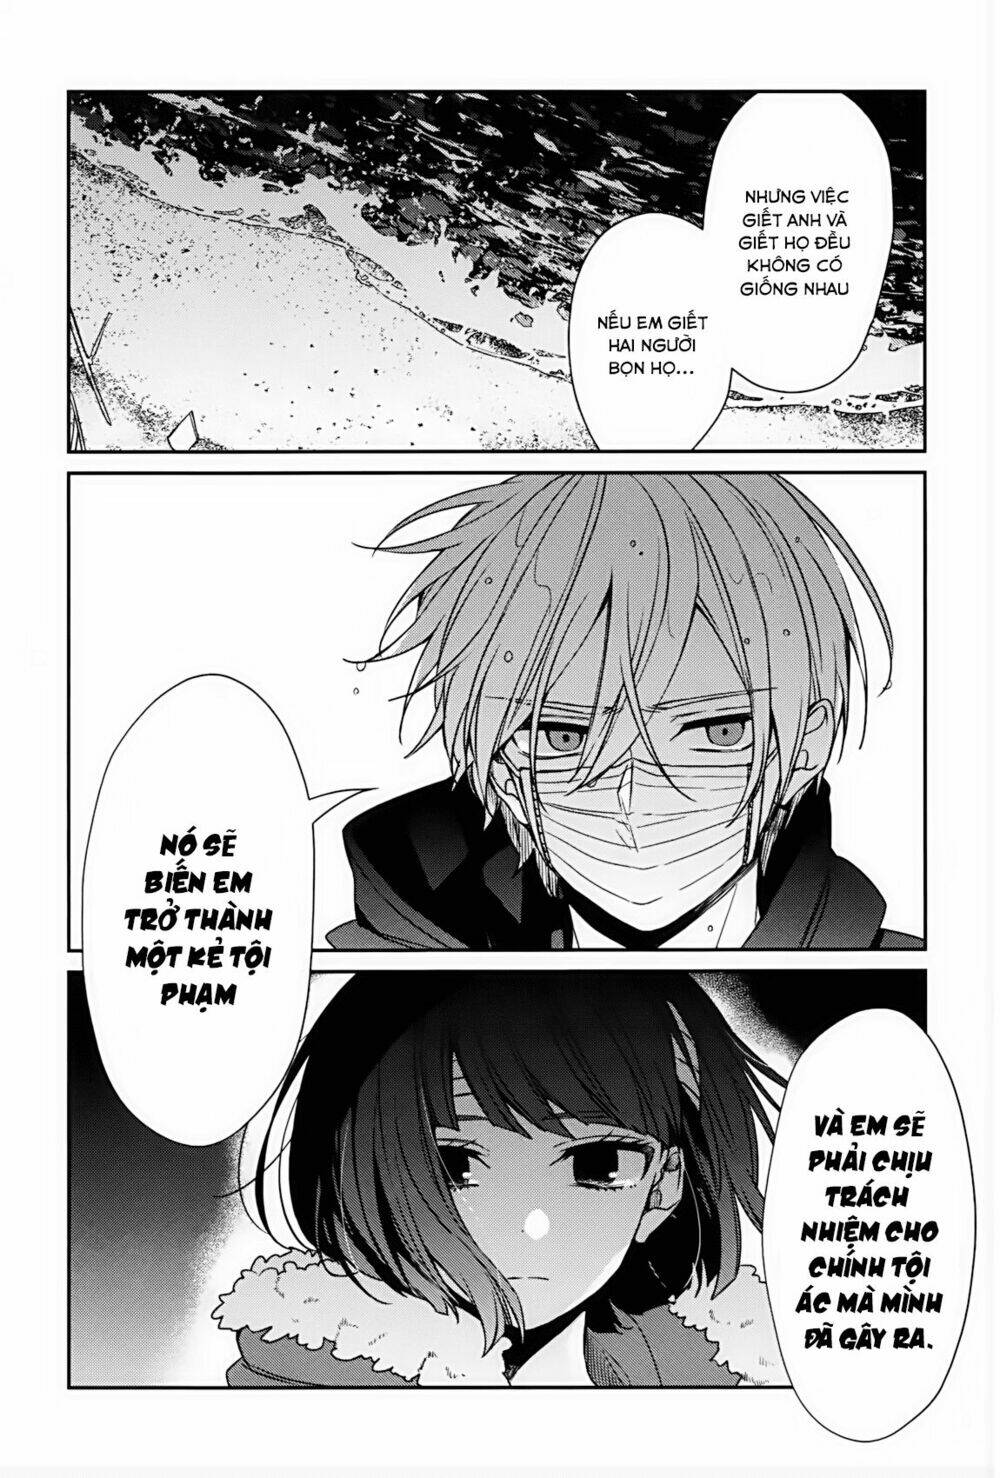 NHƯNG VIỆC
GIẾT ANH VÀ
GIẾT HỌ ĐỀU
KHÔNG CÓ
GIỐNG NHAU
NẾU EM GIẾT
HAI NGƯỜI
BỌN HỌ...
NÓ SẼ
BIẾN EM
TRỞ THÀNH
MỘT KẺ TỘI
PHẠM
VÀ EM SẼ
PHẢI CHỊU
TRÁCH
NHIỆM CHO
CHÍNH TỘI
ÁC MÀ MÌNH
ĐÃ GÂY RA.